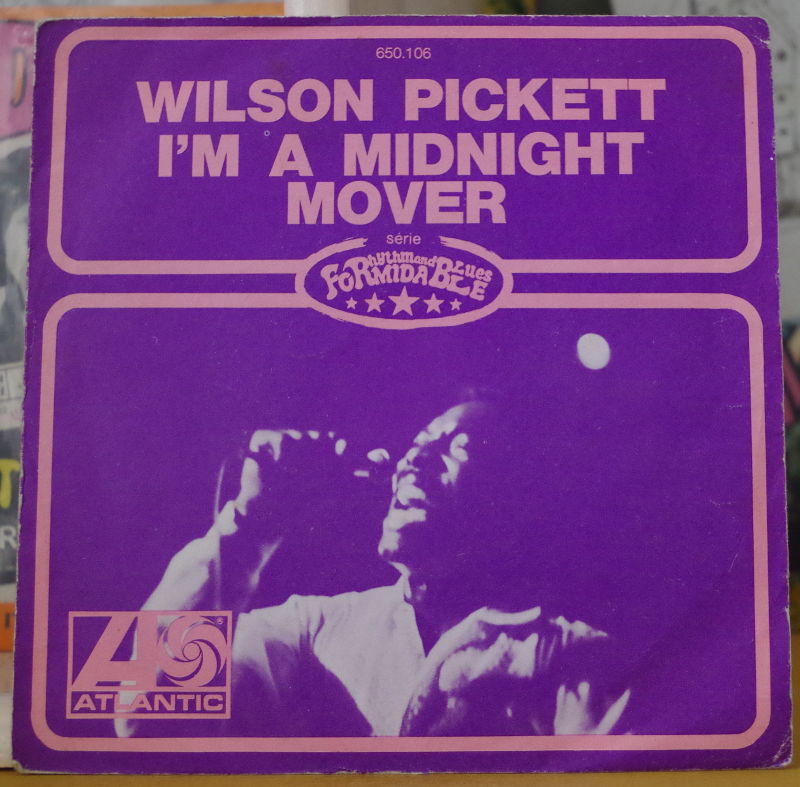 650.106
WILSON PICKETT
I'M A MIDNIGHT
MOVER
série
Rhythm and Blues
FORMIDABLE
ATLANTIC